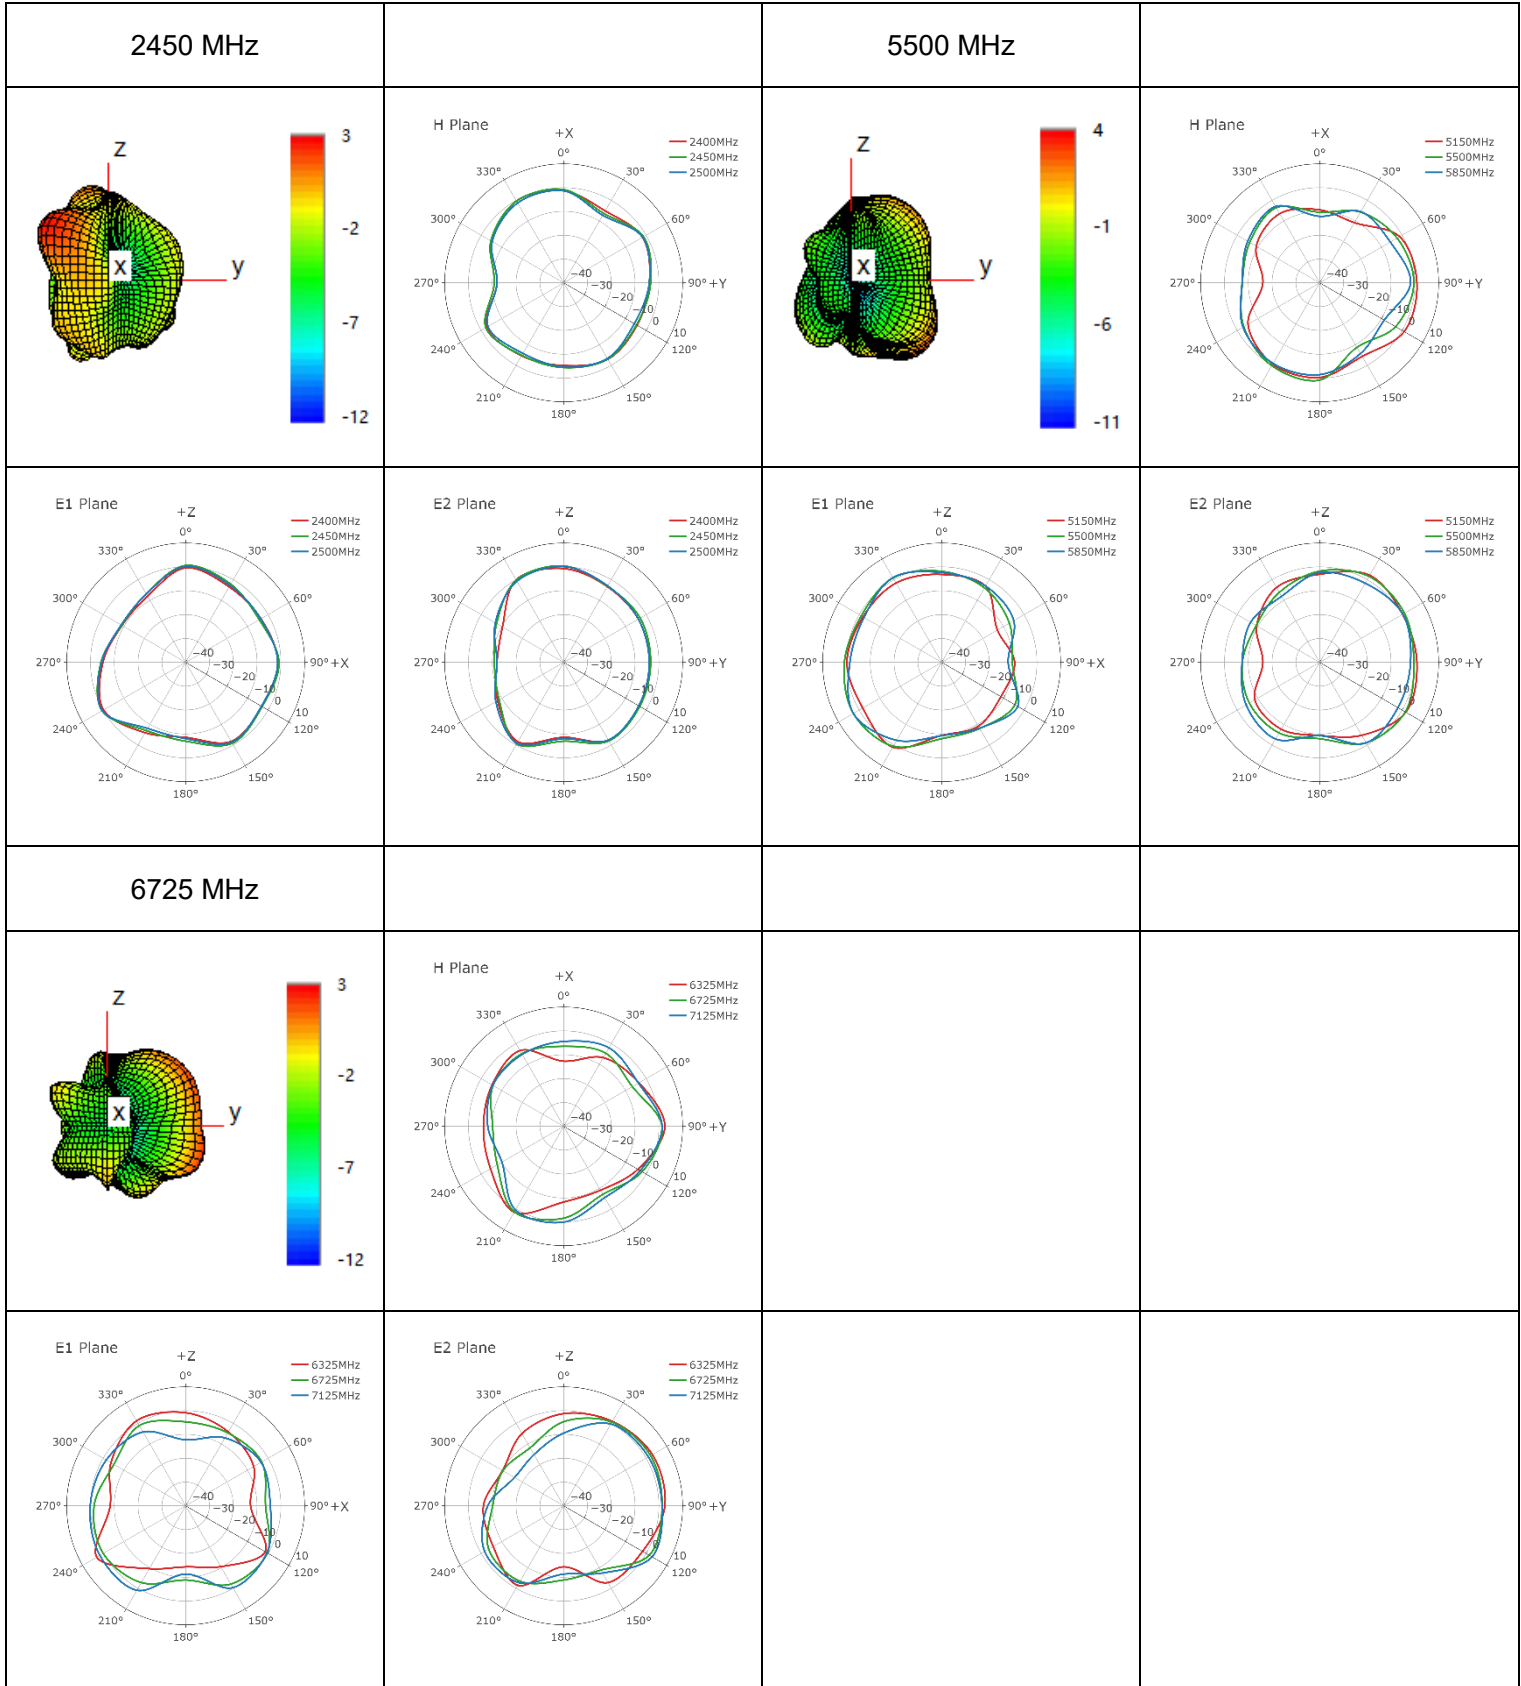 2450 MHz
5500 MHz
Z
X
y
3
-2
-7
-12
H Plane
+X
2400MHz
2450MHz
2500MHz
0°
30°
60°
90°+Y
120°
150°
180°
210°
240°
270°
300°
330°
−40
−30
−20
−10
0
10
Z
X
y
4
-1
-6
-11
H Plane
+X
5150MHz
5500MHz
5850MHz
0°
30°
60°
90°+Y
120°
150°
180°
210°
240°
270°
300°
330°
−40
−30
−20
−10
0
10
E1 Plane
+Z
2400MHz
2450MHz
2500MHz
0°
30°
60°
90°+X
120°
150°
180°
210°
240°
270°
300°
330°
−40
−30
−20
−10
0
10
E2 Plane
+Z
2400MHz
2450MHz
2500MHz
0°
30°
60°
90°+Y
120°
150°
180°
210°
240°
270°
300°
330°
−40
−30
−20
−10
0
10
E1 Plane
+Z
5150MHz
5500MHz
5850MHz
0°
30°
60°
90°+X
120°
150°
180°
210°
240°
270°
300°
330°
−40
−30
−20
−10
0
10
E2 Plane
+Z
5150MHz
5500MHz
5850MHz
0°
30°
60°
90°+Y
120°
150°
180°
210°
240°
270°
300°
330°
−40
−30
−20
−10
0
10
6725 MHz
Z
X
y
3
-2
-7
-12
H Plane
+X
6325MHz
6725MHz
7125MHz
0°
30°
60°
90°+Y
120°
150°
180°
210°
240°
270°
300°
330°
−40
−30
−20
−10
0
10
E1 Plane
+Z
6325MHz
6725MHz
7125MHz
0°
30°
60°
90°+X
120°
150°
180°
210°
240°
270°
300°
330°
−40
−30
−20
−10
0
10
E2 Plane
+Z
6325MHz
6725MHz
7125MHz
0°
30°
60°
90°+Y
120°
150°
180°
210°
240°
270°
300°
330°
−40
−30
−20
−10
0
10